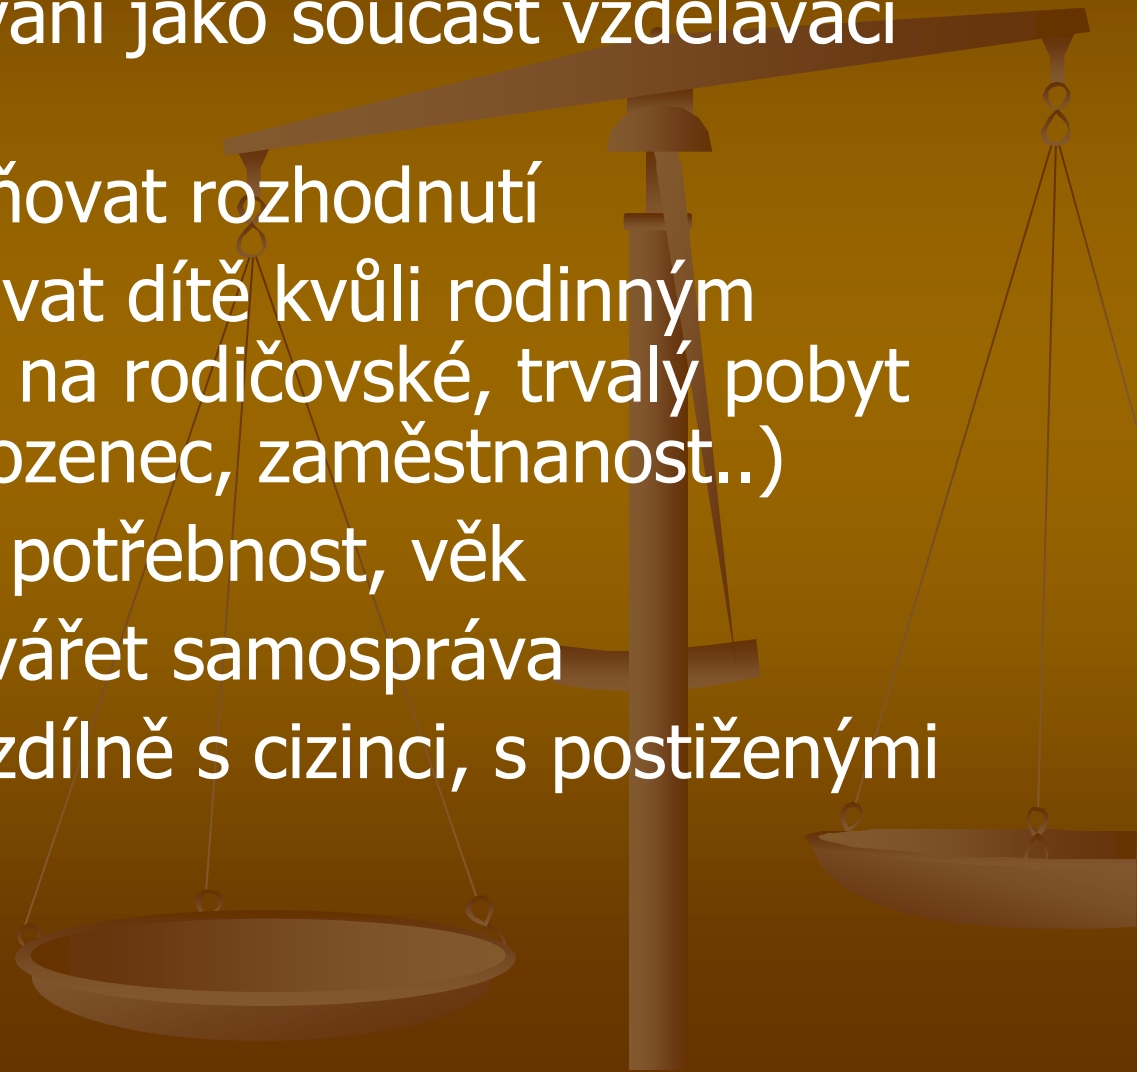 vání jako součást vzdělávací
ňovat rozhodnutí
vat dítě kvůli rodinným
na rodičovské, trvalý pobyt
ozenec, zaměstnanost..)
potřebnost, věk
vářet samospráva
zdílně s cizinci, s postiženými